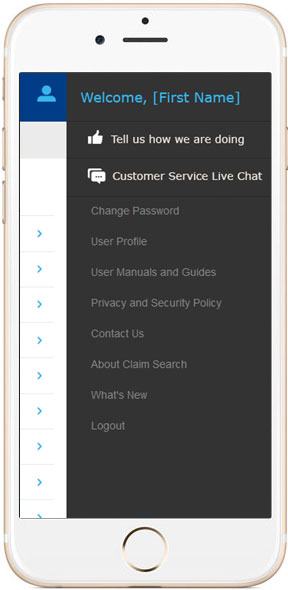 Welcome, [First Name]
Tell us how we are doing
Customer Service Live Chat
Change Password
User Profile
User Manuals and Guides
Privacy and Security Policy
Contact Us
About Claim Search
What's New
Logout